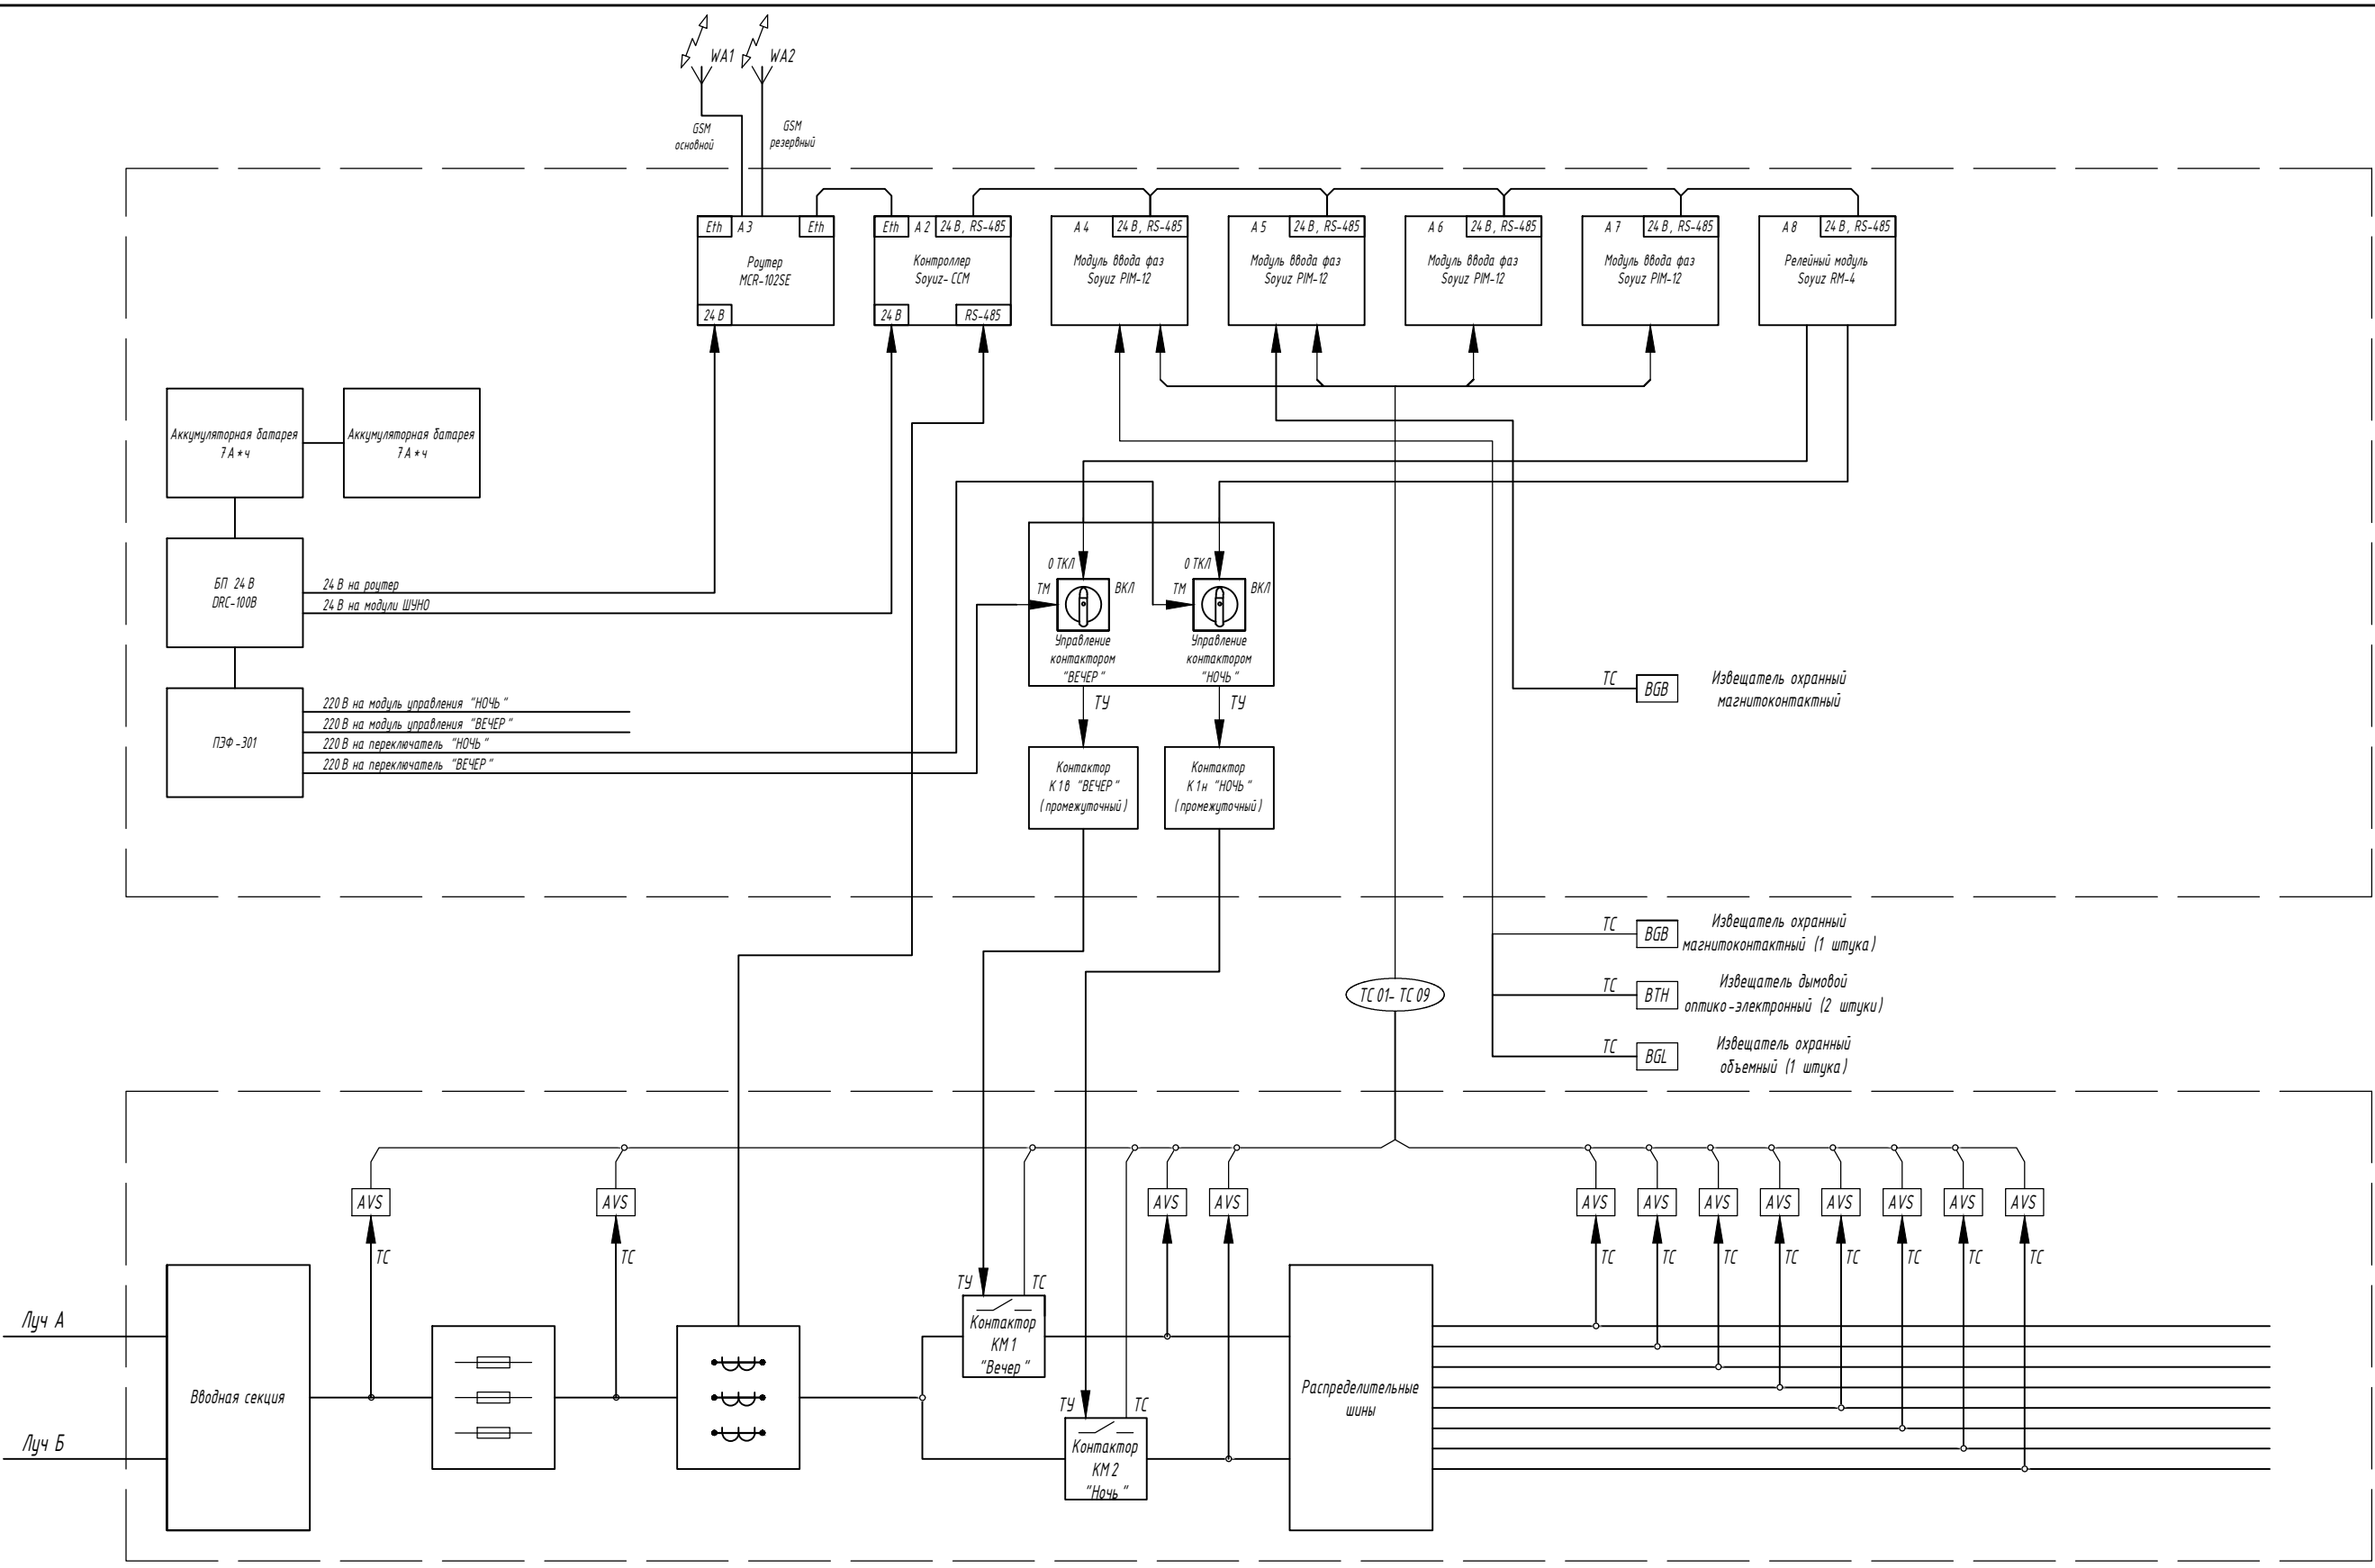 WA1
WA2
GSM
основной
GSM
резервный
Eth
А3
Eth
Роутер
MCR-102SE
24 В
Eth
А2
24 В, RS-485
Контроллер
Soyuz-CCM
24 В
RS-485
А4
24 В, RS-485
Модуль ввода фаз
Soyuz PIM-12
А5
24 В, RS-485
Модуль ввода фаз
Soyuz PIM-12
А6
24 В, RS-485
Модуль ввода фаз
Soyuz PIM-12
А7
24 В, RS-485
Модуль ввода фаз
Soyuz PIM-12
А8
24 В, RS-485
Релейный модуль
Soyuz RM-4
Аккумуляторная батарея
7 А*ч
Аккумуляторная батарея
7 А*ч
БП 24 В
DRC-100B
24 В на роутер
24 В на модули ШУНО
ПЭФ-301
220 В на модуль управления "НОЧЬ"
220 В на модуль управления "ВЕЧЕР"
220 В на переключатель "НОЧЬ"
220 В на переключатель "ВЕЧЕР"
О ТКЛ
ТМ
ВКЛ
Управление
контактором
"ВЕЧЕР"
О ТКЛ
ТМ
ВКЛ
Управление
контактором
"НОЧЬ"
ТУ
ТУ
Контактор
К1в "ВЕЧЕР"
(промежуточный)
Контактор
К1н "НОЧЬ"
(промежуточный)
ТС
BGB
Извещатель охранный
магнитоконтактный
ТС
BGB
Извещатель охранный
магнитоконтактный (1 штука)
ТС
BTH
Извещатель дымовой
оптико-электронный (2 штуки)
ТС
BGL
Извещатель охранный
объемный (1 штука)
ТС 01- ТС 09
AVS
AVS
AVS
AVS
AVS
AVS
AVS
AVS
AVS
AVS
AVS
AVS
ТС
ТС
ТС
ТС
ТС
ТС
ТС
ТС
ТС
ТС
Луч А
Луч Б
Вводная секция
ТУ
ТС
Контактор
КМ1
"Вечер"
ТУ
ТС
Контактор
КМ2
"Ночь"
Распределительные
шины